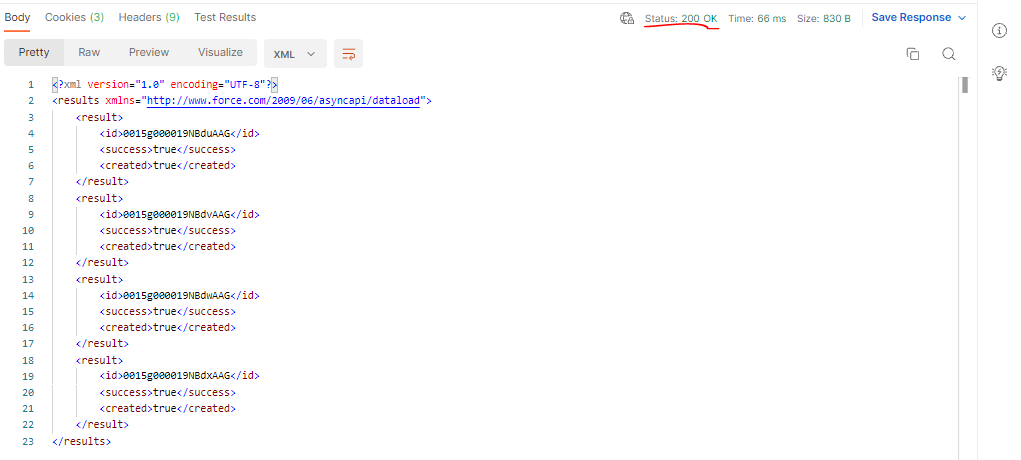 Body Cookies (3) Headers (9) Test Results Status: 200 OK Time: 66 ms Size: 830 B Save Response
Pretty Raw Preview Visualize XML
1 <?xml version="1.0" encoding="UTF-8"?>
2 <results xmlns="http://www.force.com/2009/06/asyncapi/dataload">
3 <result>
4 <id>0015g000019NBduAAG</id>
5 <success>true</success>
6 <created>true</created>
7 </result>
8 <result>
9 <id>0015g000019NBdvAAG</id>
10 <success>true</success>
11 <created>true</created>
12 </result>
13 <result>
14 <id>0015g000019NBdwAAG</id>
15 <success>true</success>
16 <created>true</created>
17 </result>
18 <result>
19 <id>0015g000019NBdxAAG</id>
20 <success>true</success>
21 <created>true</created>
22 </result>
23 </results>